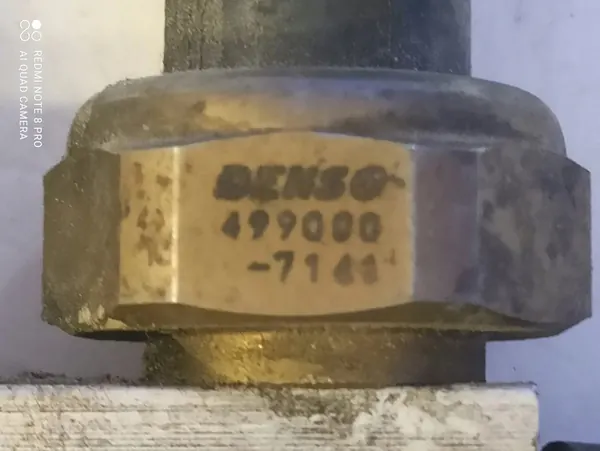 REDMI NOTE 8 PRO
AI QUAD CAMERA
DENSO
499000
-7141